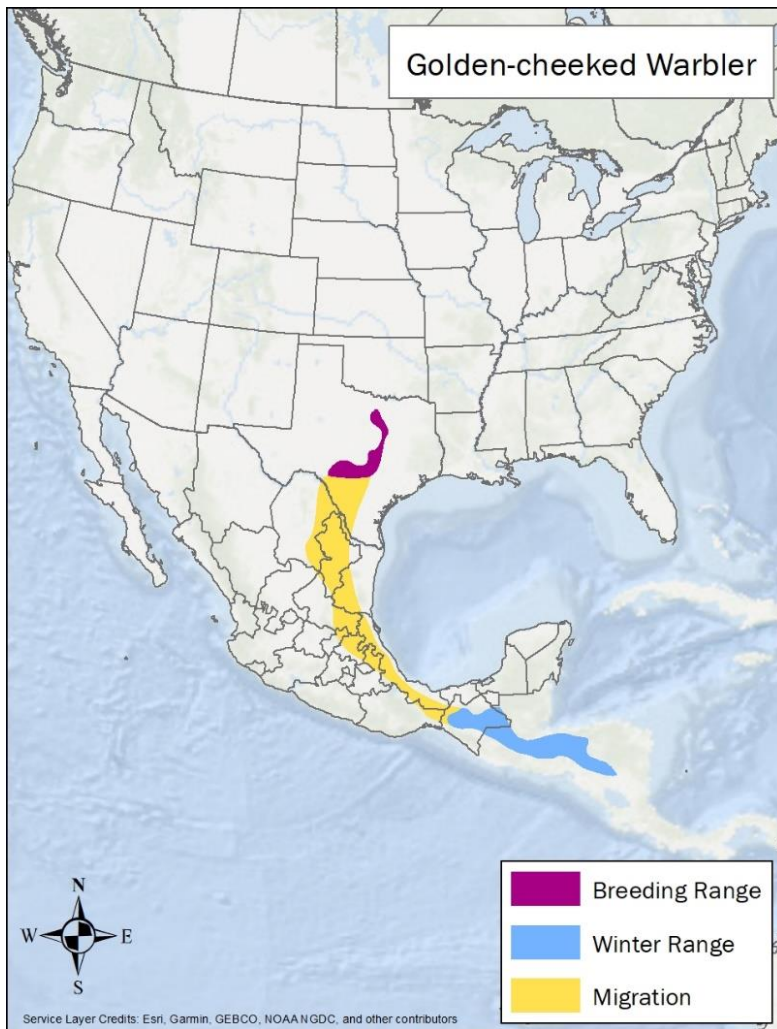 Golden-cheeked Warbler
N
W
E
S
Breeding Range
Winter Range
Migration
Service Layer Credits: Esri, Garmin, GEBCO, NOAA NGDC, and other contributors